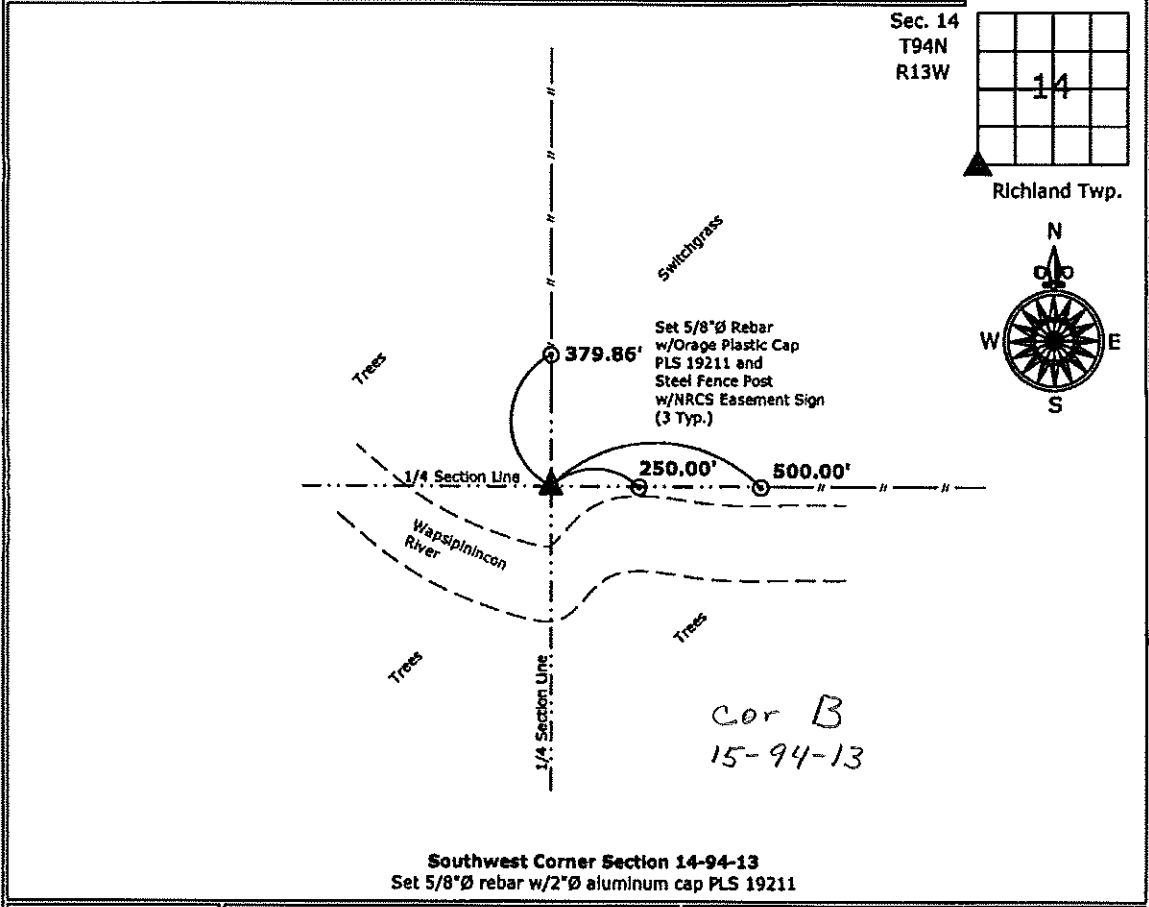 Sec. 14
T94N
R13W
14
Richland Twp.
N
W
E
S
Switchgrass
Set 5/8"Ø Rebar
w/Orage Plastic Cap
PLS 19211 and
Steel Fence Post
w/NRCS Easement Sign
(3 Typ.)
379.86'
Trees
1/4 Section Line
250.00'
500.00'
Wapsipinincon
River
Trees
Trees
1/4 Section Line
Cor B
15-94-13
Southwest Corner Section 14-94-13
Set 5/8"Ø rebar w/2"Ø aluminum cap PLS 19211